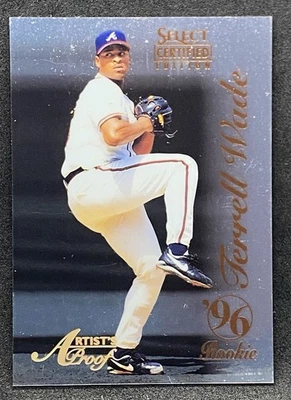 SELECT
CERTIFIED
EDITION
Terrell Wade
'96
Rookie
ARTIST'S
Proof
A